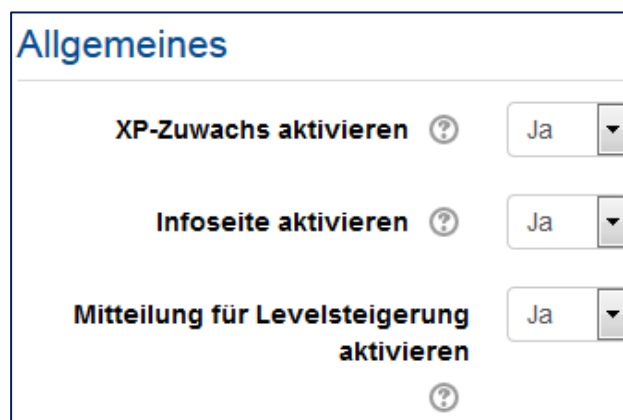 Allgemeines
XP-Zuwachs aktivieren Ja
Infoseite aktivieren Ja
Mitteilung für Levelsteigerung Ja
aktivieren